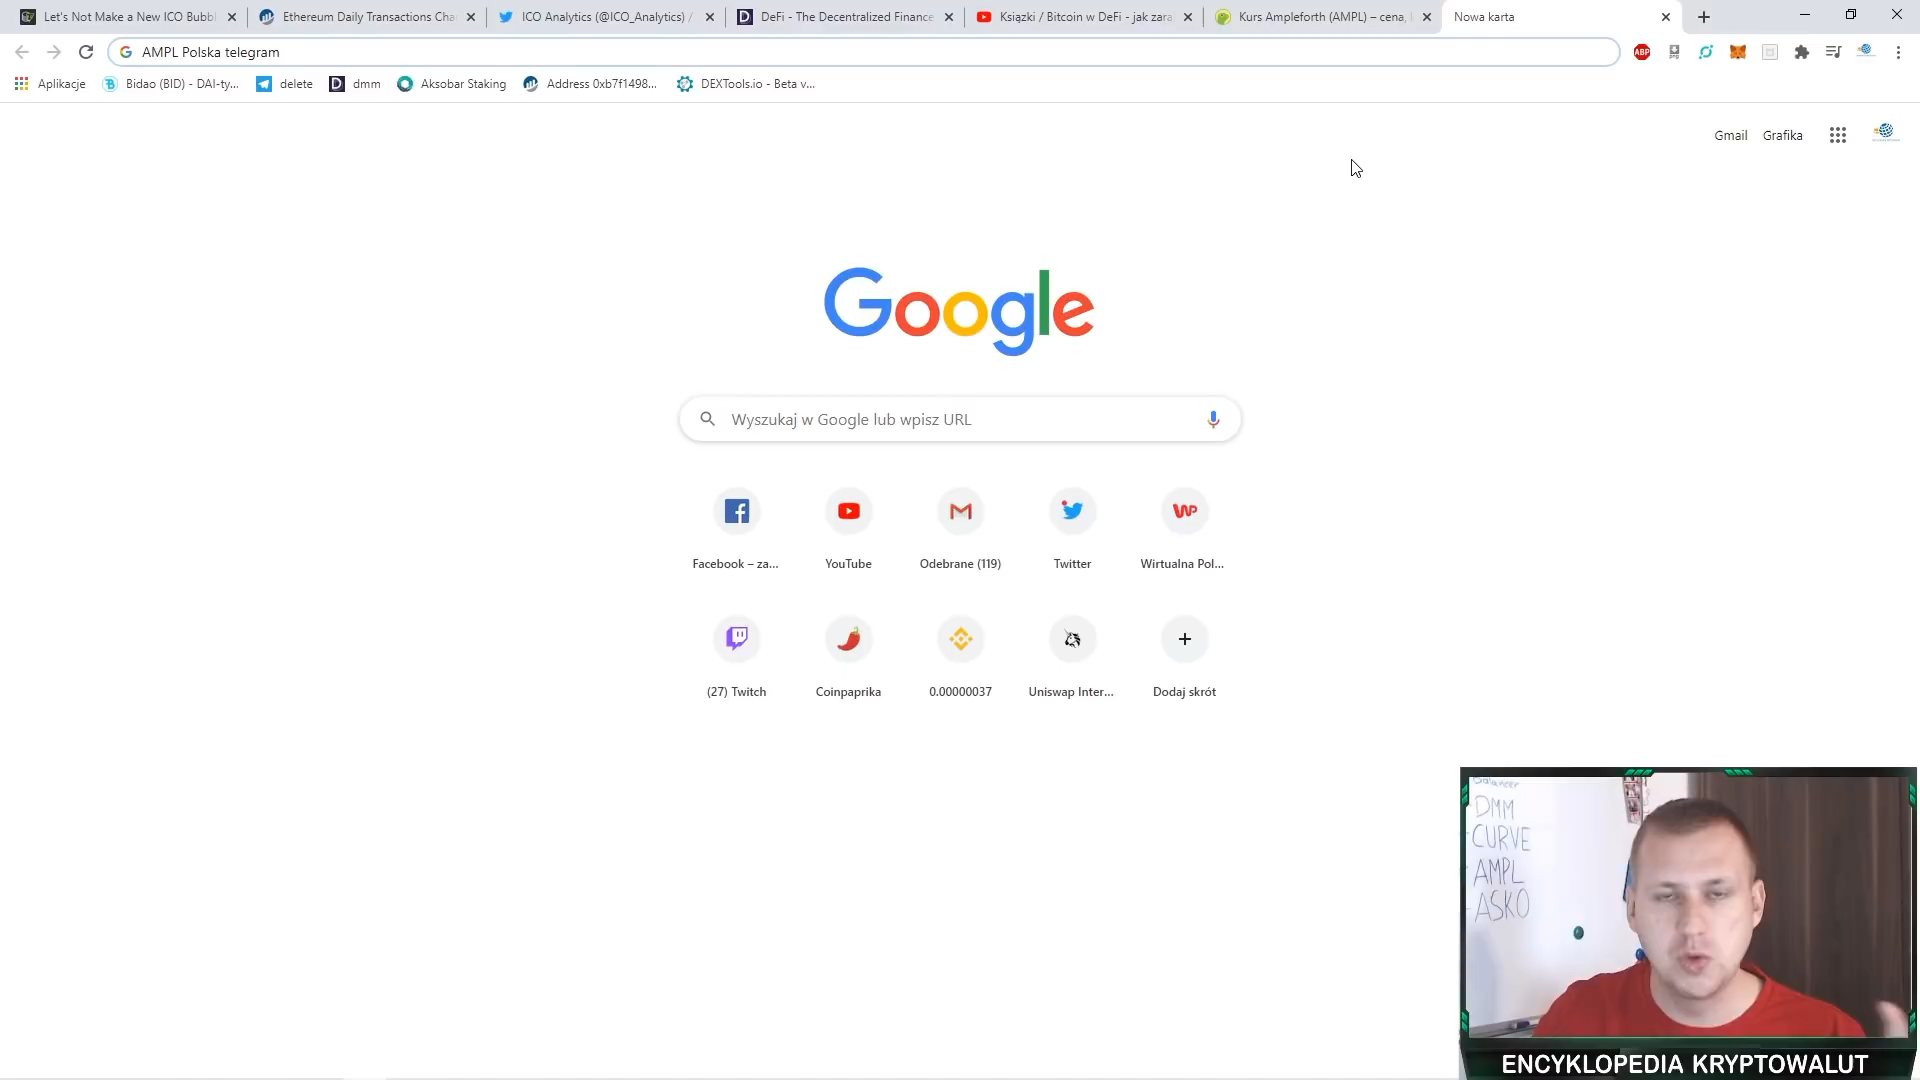 Let's Not Make a New ICO Bubbl
Ethereum Daily Transactions Cha
ICO Analytics (@ICO_Analytics) /
DeFi - The Decentralized Finance
Książki / Bitcoin w DeFi - jak zara
Kurs Ampleforth (AMPL) – cena,
Nowa karta
AMPL Polska telegram
ABP
Aplikacje
Bidao (BID) - DAI-ty...
delete
dmm
Aksobar Staking
Address 0xb7f1498...
DEXTools.io - Beta v...
Gmail
Grafika
Google
Wyszukaj w Google lub wpisz URL
Facebook – za...
YouTube
Odebrane (119)
Twitter
Wirtualna Pol...
(27) Twitch
Coinpaprika
0.00000037
Uniswap Inter...
Dodaj skrót
Balancer
DMM
CURVE
AMPL
ASKO
ENCYKLOPEDIA KRYPTOWALUT